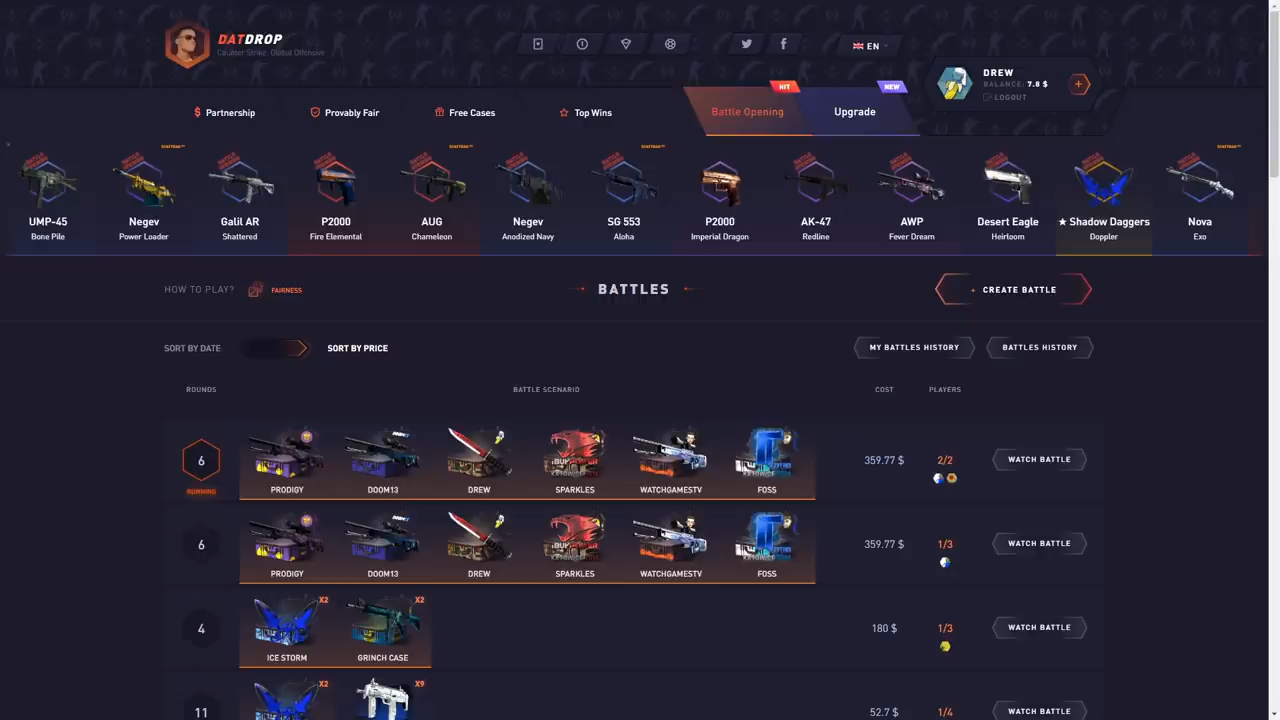 DATDROP
Counter Strike: Global Offensive
EN
DREW
BALANCE: 7.8 $
LOGOUT
HIT
NEW
Partnership
Provably Fair
Free Cases
Top Wins
Battle Opening
Upgrade
UMP-45
Bone Pile
Negev
Power Loader
Galil AR
Shattered
P2000
Fire Elemental
AUG
Chameleon
Negev
Anodized Navy
SG 553
Aloha
P2000
Imperial Dragon
AK-47
Redline
AWP
Fever Dream
Desert Eagle
Heirloom
★ Shadow Daggers
Doppler
Nova
Exo
HOW TO PLAY?
FAIRNESS
BATTLES
CREATE BATTLE
SORT BY DATE
SORT BY PRICE
MY BATTLES HISTORY
BATTLES HISTORY
ROUNDS
BATTLE SCENARIO
COST
PLAYERS
6
RUNNING
PRODIGY
DOOM13
DREW
SPARKLES
WATCHGAMESTV
FOSS
359.77 $
2/2
WATCH BATTLE
6
PRODIGY
DOOM13
DREW
SPARKLES
WATCHGAMESTV
FOSS
359.77 $
1/3
WATCH BATTLE
4
X2
ICE STORM
X2
GRINCH CASE
180 $
1/3
WATCH BATTLE
11
X2
X9
52.7 $
1/4
WATCH BATTLE